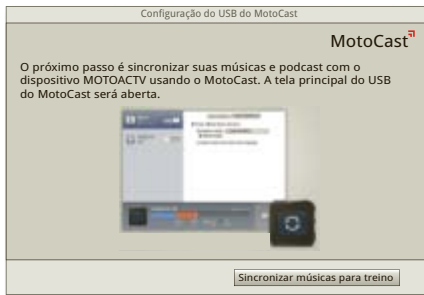 Configuração do USB do MotoCast
MotoCast
O próximo passo é sincronizar suas músicas e podcast com o
dispositivo MOTOACTV usando o MotoCast. A tela principal do USB
do MotoCast será aberta.
Sincronizar músicas para treino